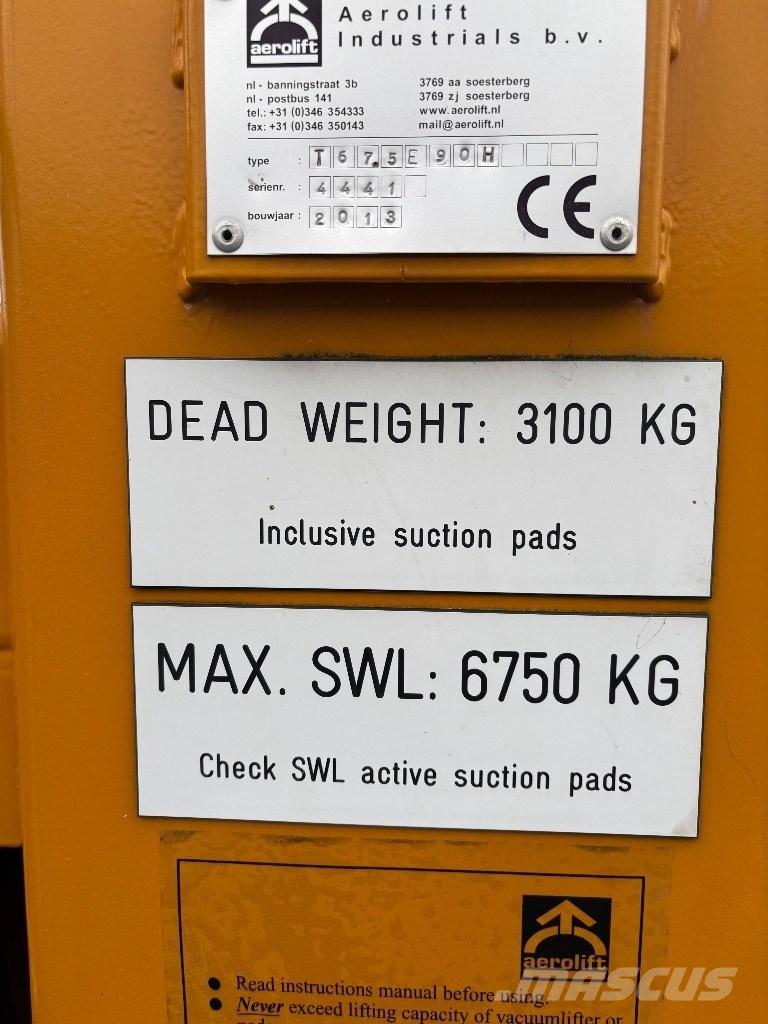 aerolift
Aerolift
Industrials b.v.
nl - banningstraat 3b 3769 aa soesterberg
nl - postbus 141 3769 zj soesterberg
tel.: +31 (0)346 354333 www.aerolift.nl
fax: +31 (0)346 350143 mail@aerolift.nl
type : T67.5E90H
serienr. : 4441
bouwjaar : 2013
CE
DEAD WEIGHT: 3100 KG
Inclusive suction pads
MAX. SWL: 6750 KG
Check SWL active suction pads
aerolift
• Read instructions manual before using.
• Never exceed lifting capacity of vacuumlifter or
MASCUS